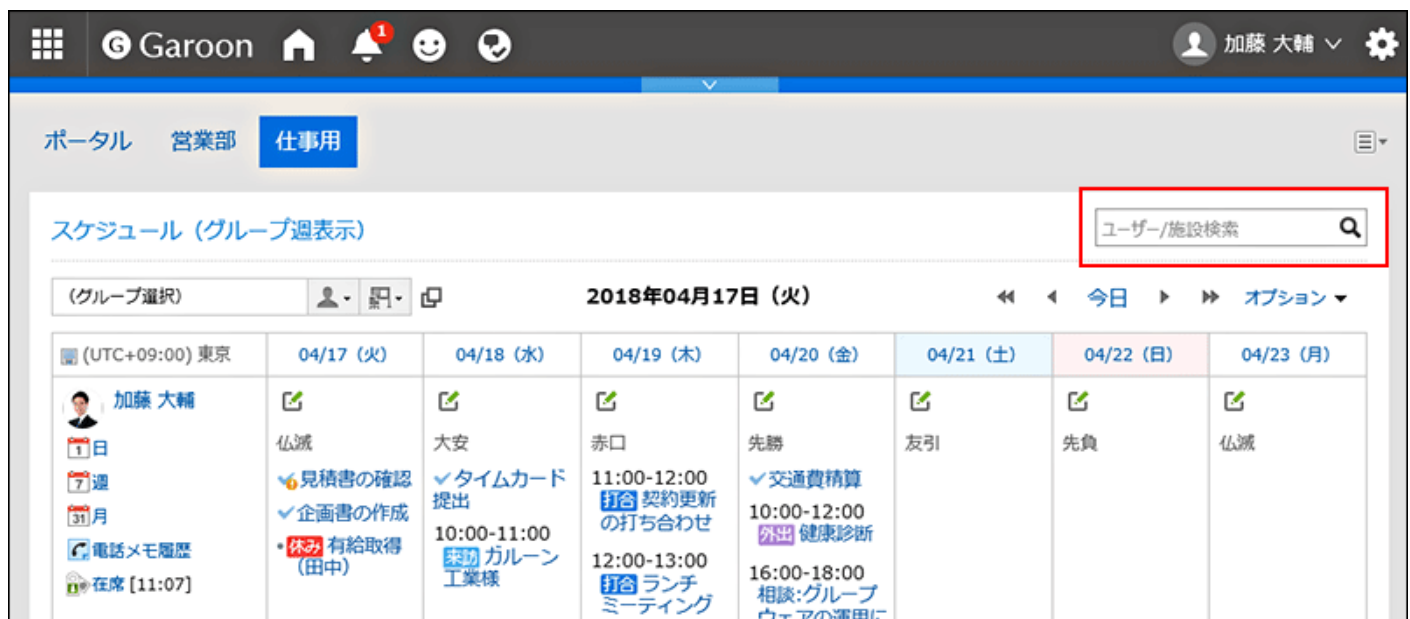 Garoon 1 加藤 大輔
ポータル 営業部 仕事用
スケジュール（グループ週表示） ユーザー/施設検索
（グループ選択） 2018年04月17日（火） 今日 オプション
(UTC+09:00) 東京 04/17（火） 04/18（水） 04/19（木） 04/20（金） 04/21（土） 04/22（日） 04/23（月）
加藤 大輔
1日
7週
31月
電話メモ履歴
在席 [11:07]
仏滅
見積書の確認
企画書の作成
休み 有給取得
（田中）
大安
タイムカード
提出
10:00-11:00
来訪 ガルーン
工業様
赤口
11:00-12:00
打合 契約更新
の打ち合わせ
12:00-13:00
打合 ランチ
ミーティング
先勝
交通費精算
10:00-12:00
外出 健康診断
16:00-18:00
相談:グループ
ウェアの運用に
友引
先負
仏滅